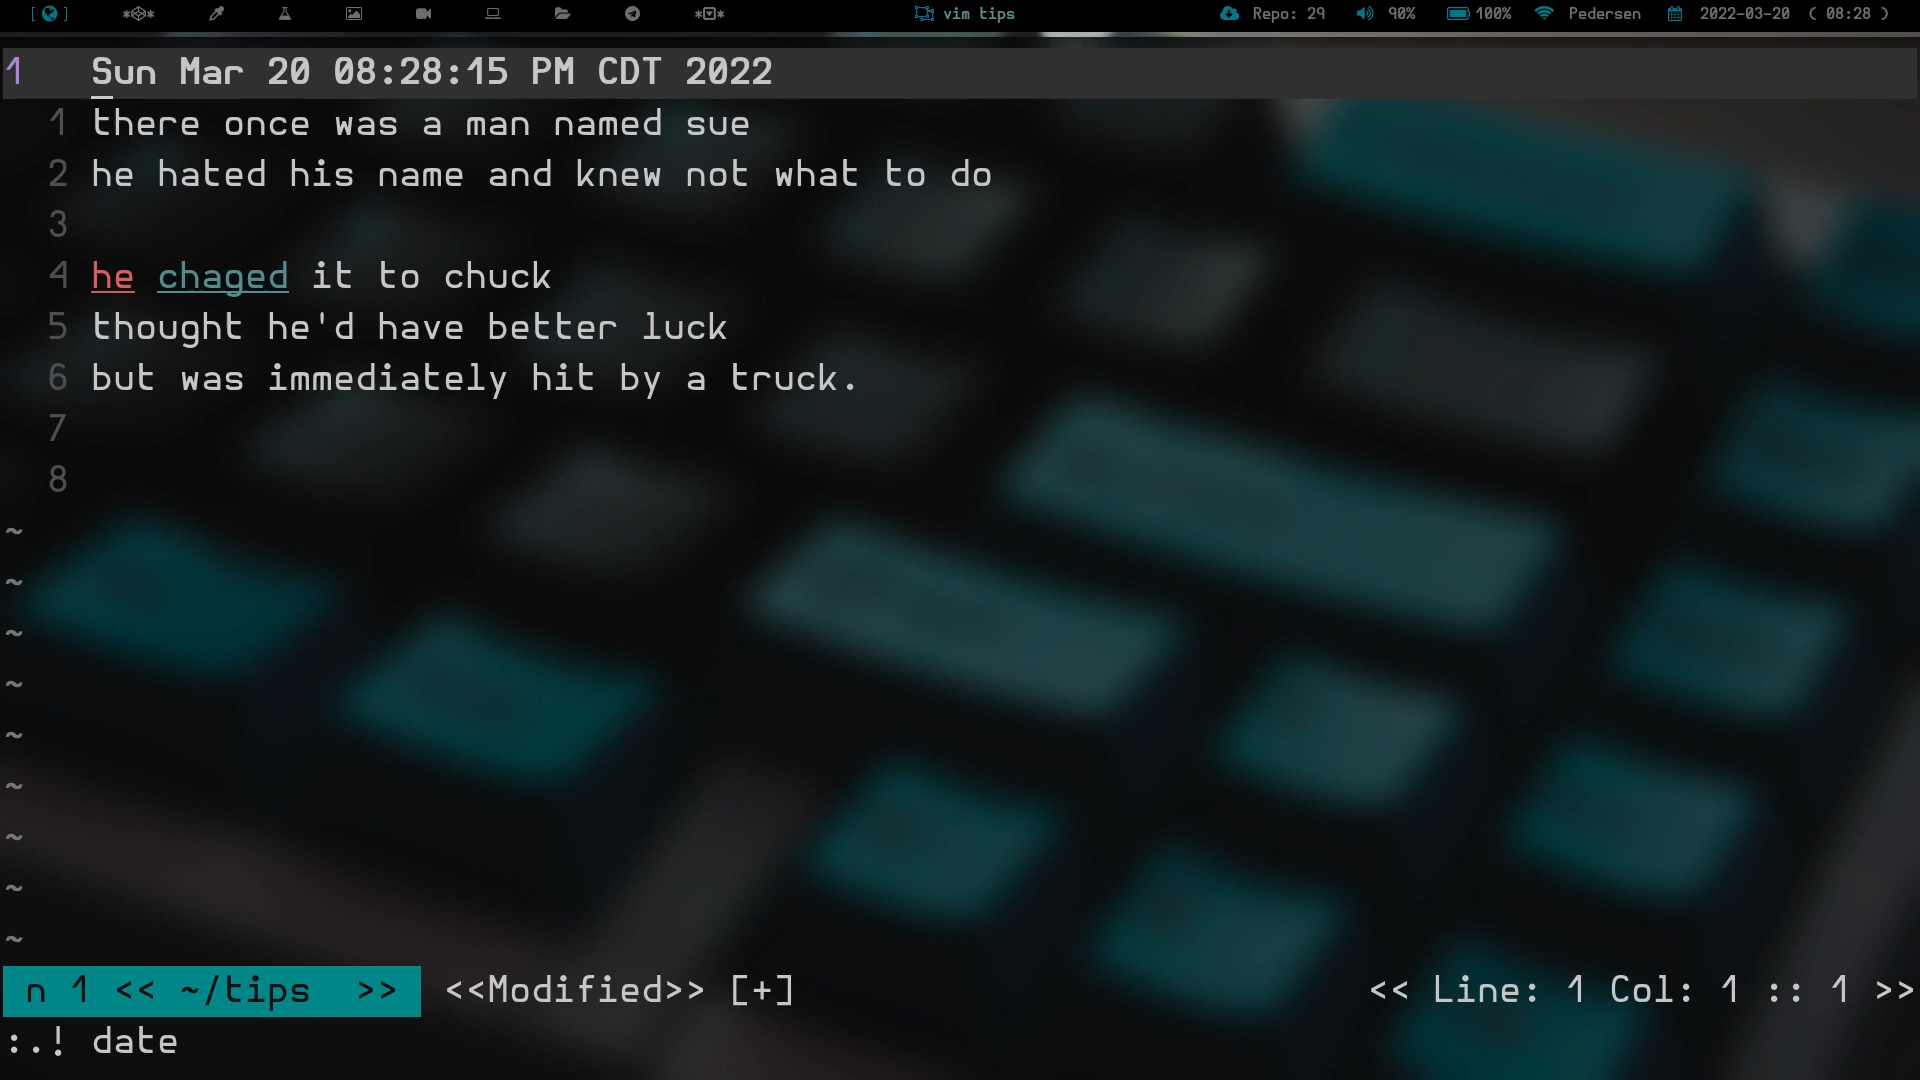 [ ] vim tips Repo: 29 90% 100% Pedersen 2022-03-20 ( 08:28 )
1 Sun Mar 20 08:28:15 PM CDT 2022
1 there once was a man named sue
2 he hated his name and knew not what to do
3
4 he chaged it to chuck
5 thought he'd have better luck
6 but was immediately hit by a truck.
7
8
~
~
~
~
~
~
~
~
~
n 1 << ~/tips >> <<Modified>> [+] << Line: 1 Col: 1 :: 1 >>
:.! date